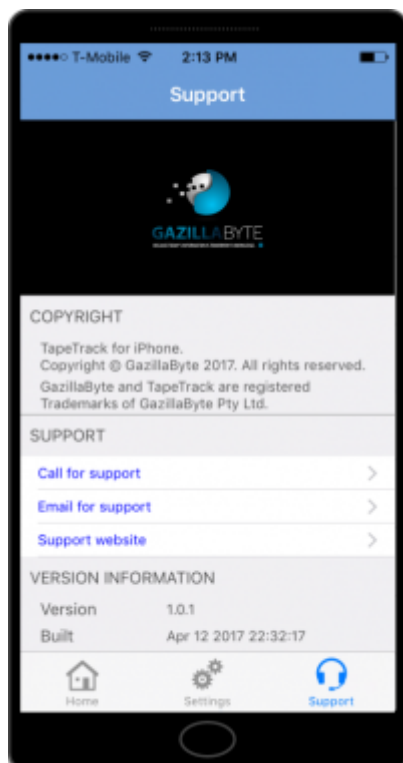 T-Mobile 2:13 PM
Support
GAZILLABYTE
COPYRIGHT
TapeTrack for iPhone.
Copyright © GazillaByte 2017. All rights reserved.
GazillaByte and TapeTrack are registered
Trademarks of GazillaByte Pty Ltd.
SUPPORT
Call for support
Email for support
Support website
VERSION INFORMATION
Version 1.0.1
Built Apr 12 2017 22:32:17
Home Settings Support